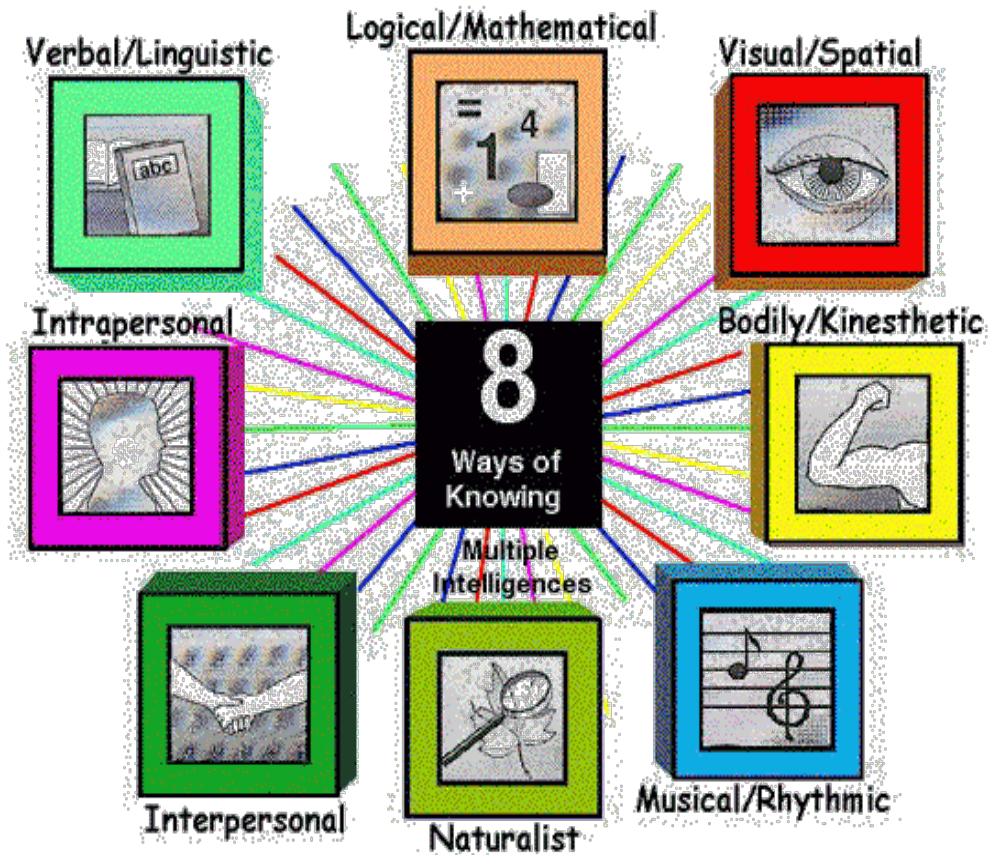 Logical/Mathematical
Verbal/Linguistic
Visual/Spatial
=
4
1
+
abc
Intrapersonal
Bodily/Kinesthetic
8
Ways of
Knowing
Multiple
Intelligences
Interpersonal
Naturalist
Musical/Rhythmic